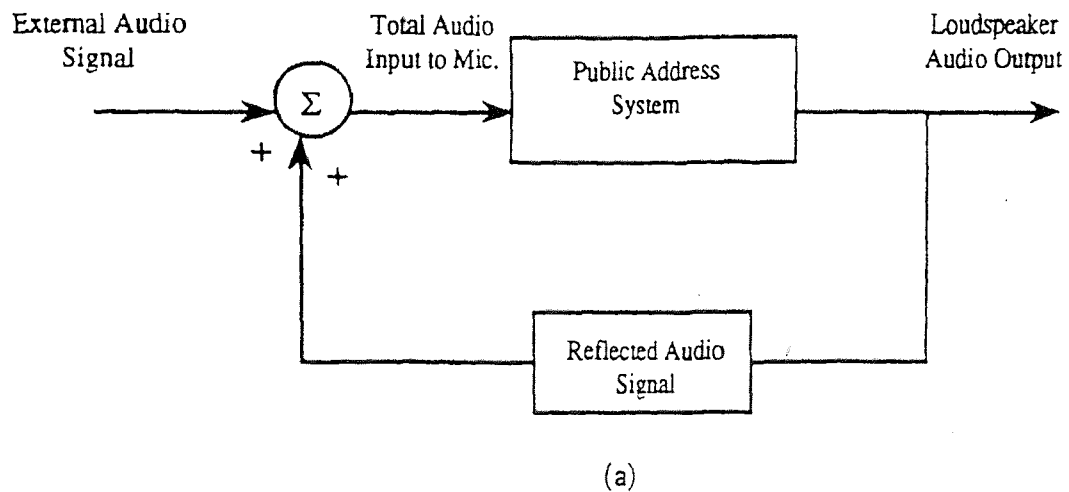 External Audio
Signal
Total Audio
Input to Mic.
Public Address
System
Loudspeaker
Audio Output
Σ
+
+
Reflected Audio
Signal
(a)